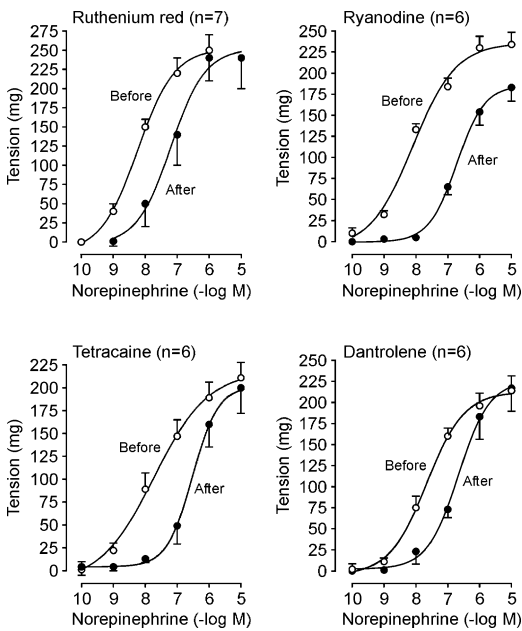 Ruthenium red (n=7)
275
250
225
200
175
150
125
100
75
50
25
0
Tension (mg)
Before
After
10 9 8 7 6 5
Norepinephrine (-log M)
Ryanodine (n=6)
250
225
200
175
150
125
100
75
50
25
0
Tension (mg)
Before
After
10 9 8 7 6 5
Norepinephrine (-log M)
Tetracaine (n=6)
225
200
175
150
125
100
75
50
25
0
Tension (mg)
Before
After
10 9 8 7 6 5
Norepinephrine (-log M)
Dantrolene (n=6)
250
225
200
175
150
125
100
75
50
25
0
Tension (mg)
Before
After
10 9 8 7 6 5
Norepinephrine (-log M)